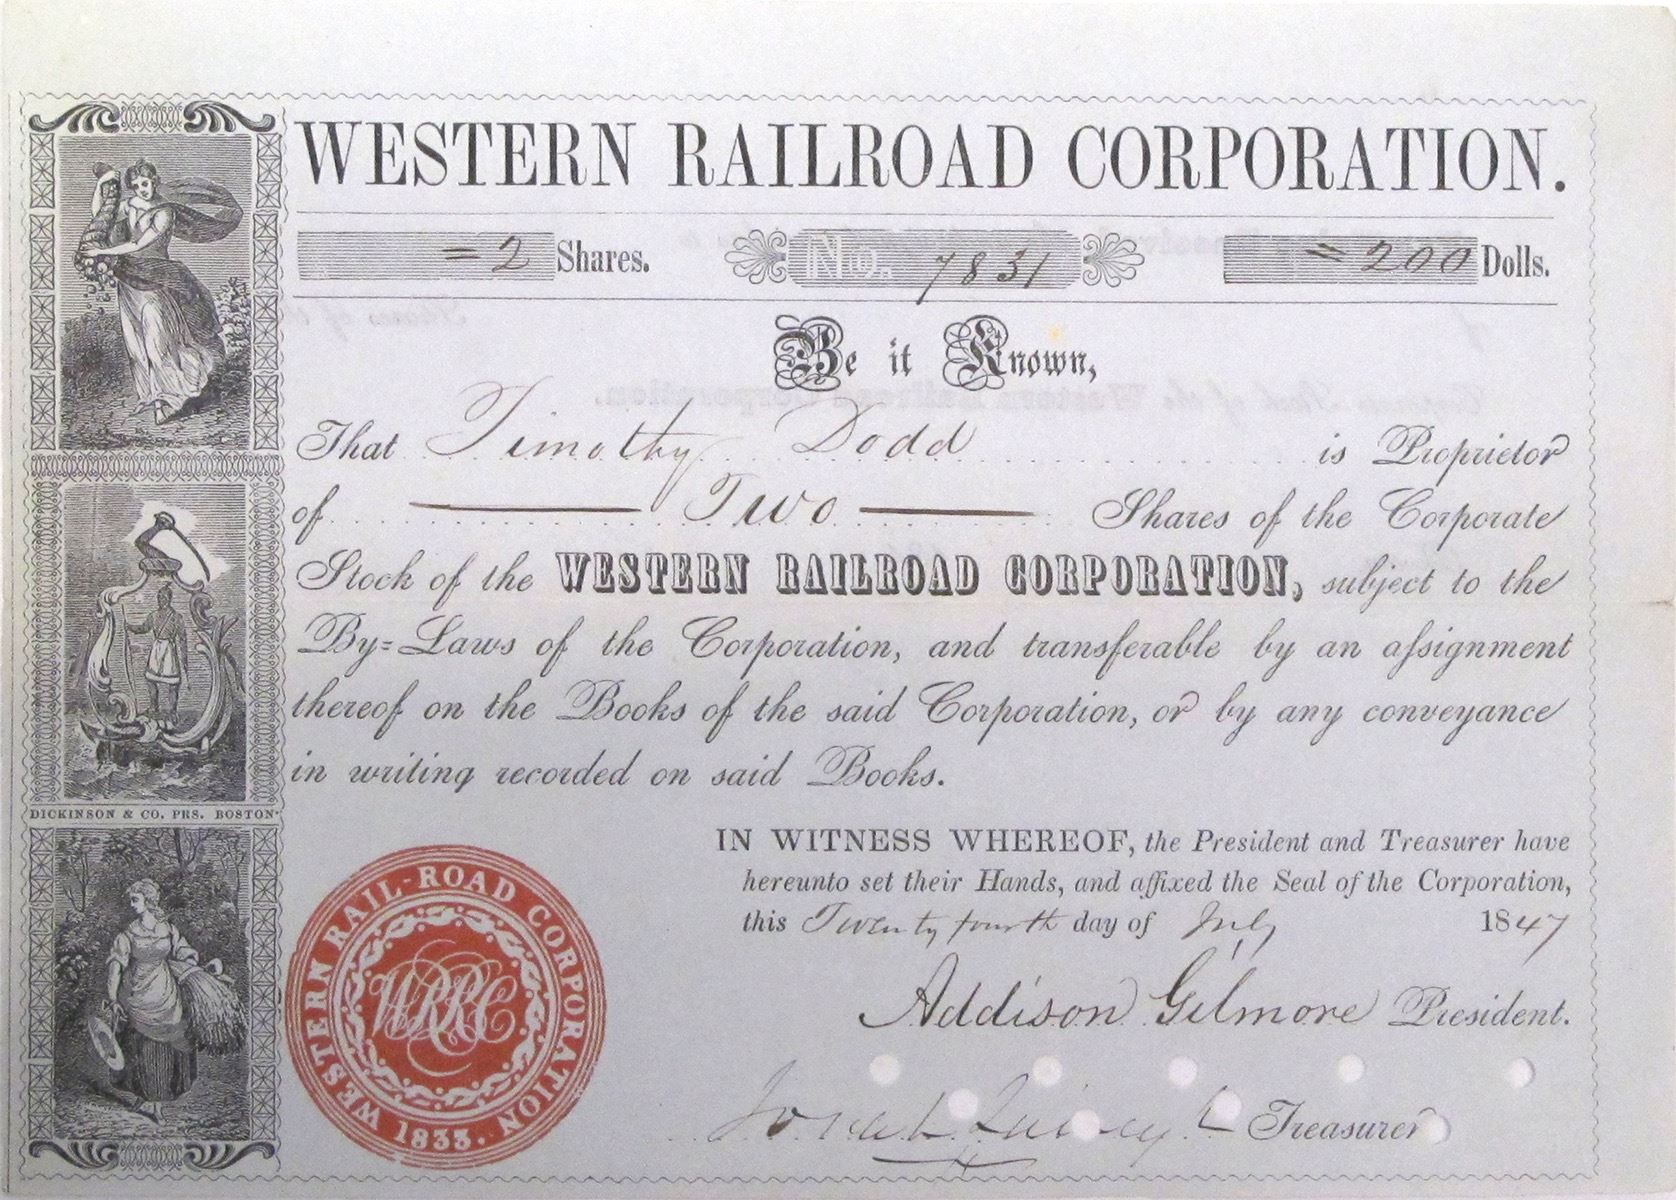 WESTERN RAILROAD CORPORATION.
= 2 Shares. No. 7831 = 200 Dolls.
Be it Known,
That Timothy Dodd is Proprietor
of Two Shares of the Corporate
Stock of the WESTERN RAILROAD CORPORATION, subject to the
By=Laws of the Corporation, and transferable by an aſsignment
thereof on the Books of the said Corporation, or by any conveyance
in writing recorded on said Books.
DICKINSON & CO. PRS. BOSTON.
IN WITNESS WHEREOF, the President and Treasurer have
hereunto set their Hands, and affixed the Seal of the Corporation,
this Twenty fourth day of July 1847
Addison Gilmore President.
Josiah Quincy Jr Treasurer
WESTERN RAIL-ROAD CORPORATION
WRRC
1833.